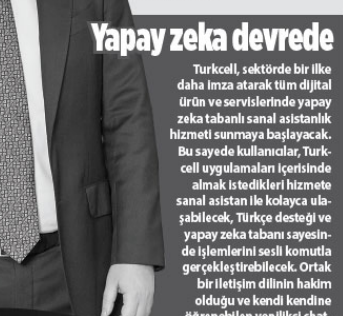 Yapay zeka devrede
Turkcell, sektörde bir ilke
daha imza atarak tüm dijital
ürün ve servislerinde yapay
zeka tabanlı sanal asistanlık
hizmeti sunmaya başlayacak.
Bu sayede kullanıcılar, Turk-
cell uygulamaları içerisinde
almak istedikleri hizmete
sanal asistan ile kolayca ula-
şabilecek, Türkçe desteği ve
yapay zeka tabanı sayesin-
de işlemlerini sesli komutla
gerçekleştirebilecek. Ortak
bir iletişim dilinin hakim
olduğu ve kendi kendine
öğrenebilen yenilikçi chat-